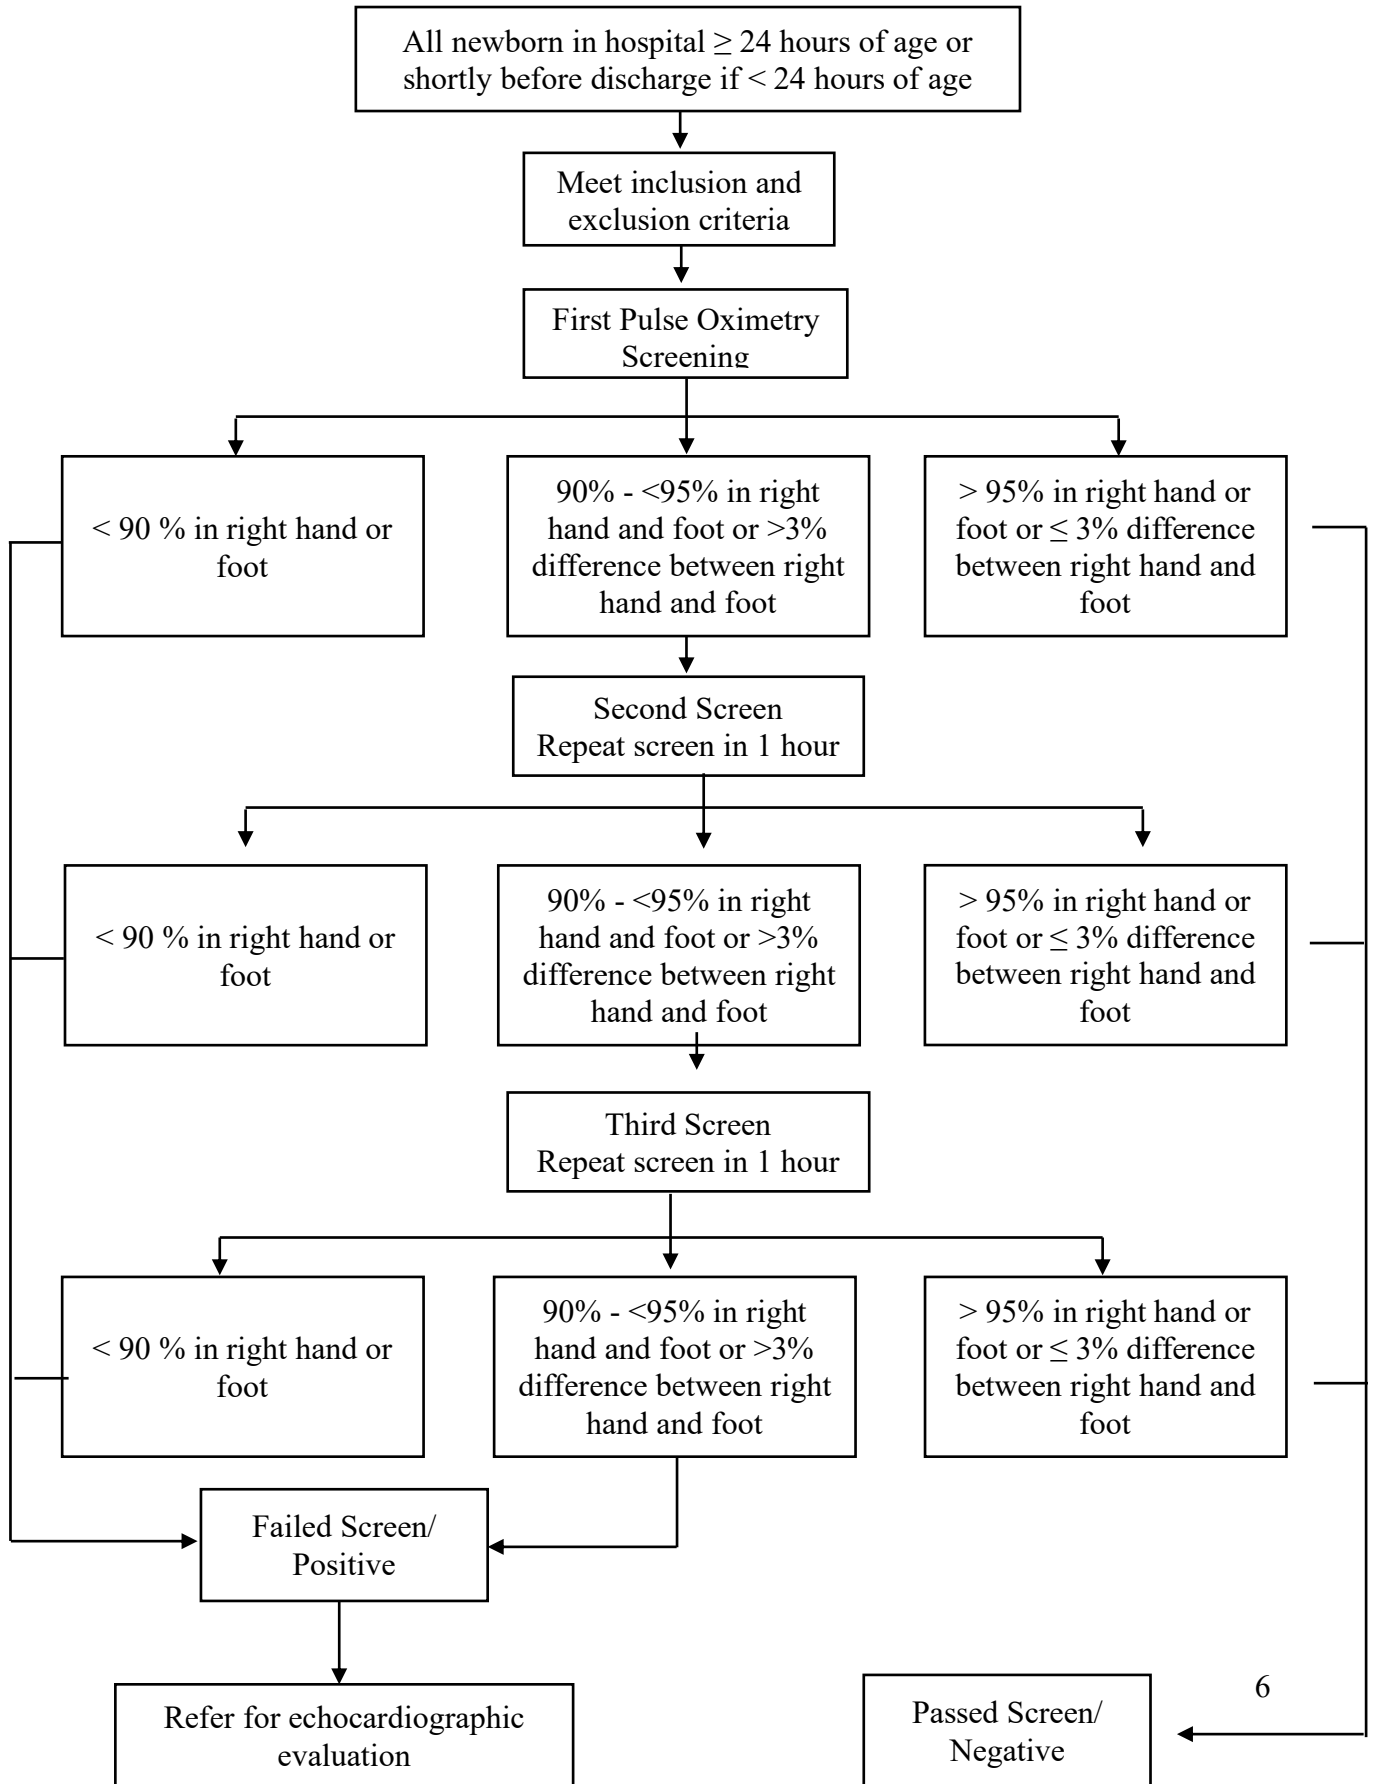 All newborn in hospital ≥ 24 hours of age or
shortly before discharge if < 24 hours of age
Meet inclusion and
exclusion criteria
First Pulse Oximetry
Screening
< 90 % in right hand or
foot
90% - <95% in right
hand and foot or >3%
difference between right
hand and foot
> 95% in right hand or
foot or ≤ 3% difference
between right hand and
foot
Second Screen
Repeat screen in 1 hour
< 90 % in right hand or
foot
90% - <95% in right
hand and foot or >3%
difference between right
hand and foot
> 95% in right hand or
foot or ≤ 3% difference
between right hand and
foot
Third Screen
Repeat screen in 1 hour
< 90 % in right hand or
foot
90% - <95% in right
hand and foot or >3%
difference between right
hand and foot
> 95% in right hand or
foot or ≤ 3% difference
between right hand and
foot
Failed Screen/
Positive
Refer for echocardiographic
evaluation
Passed Screen/
Negative
6